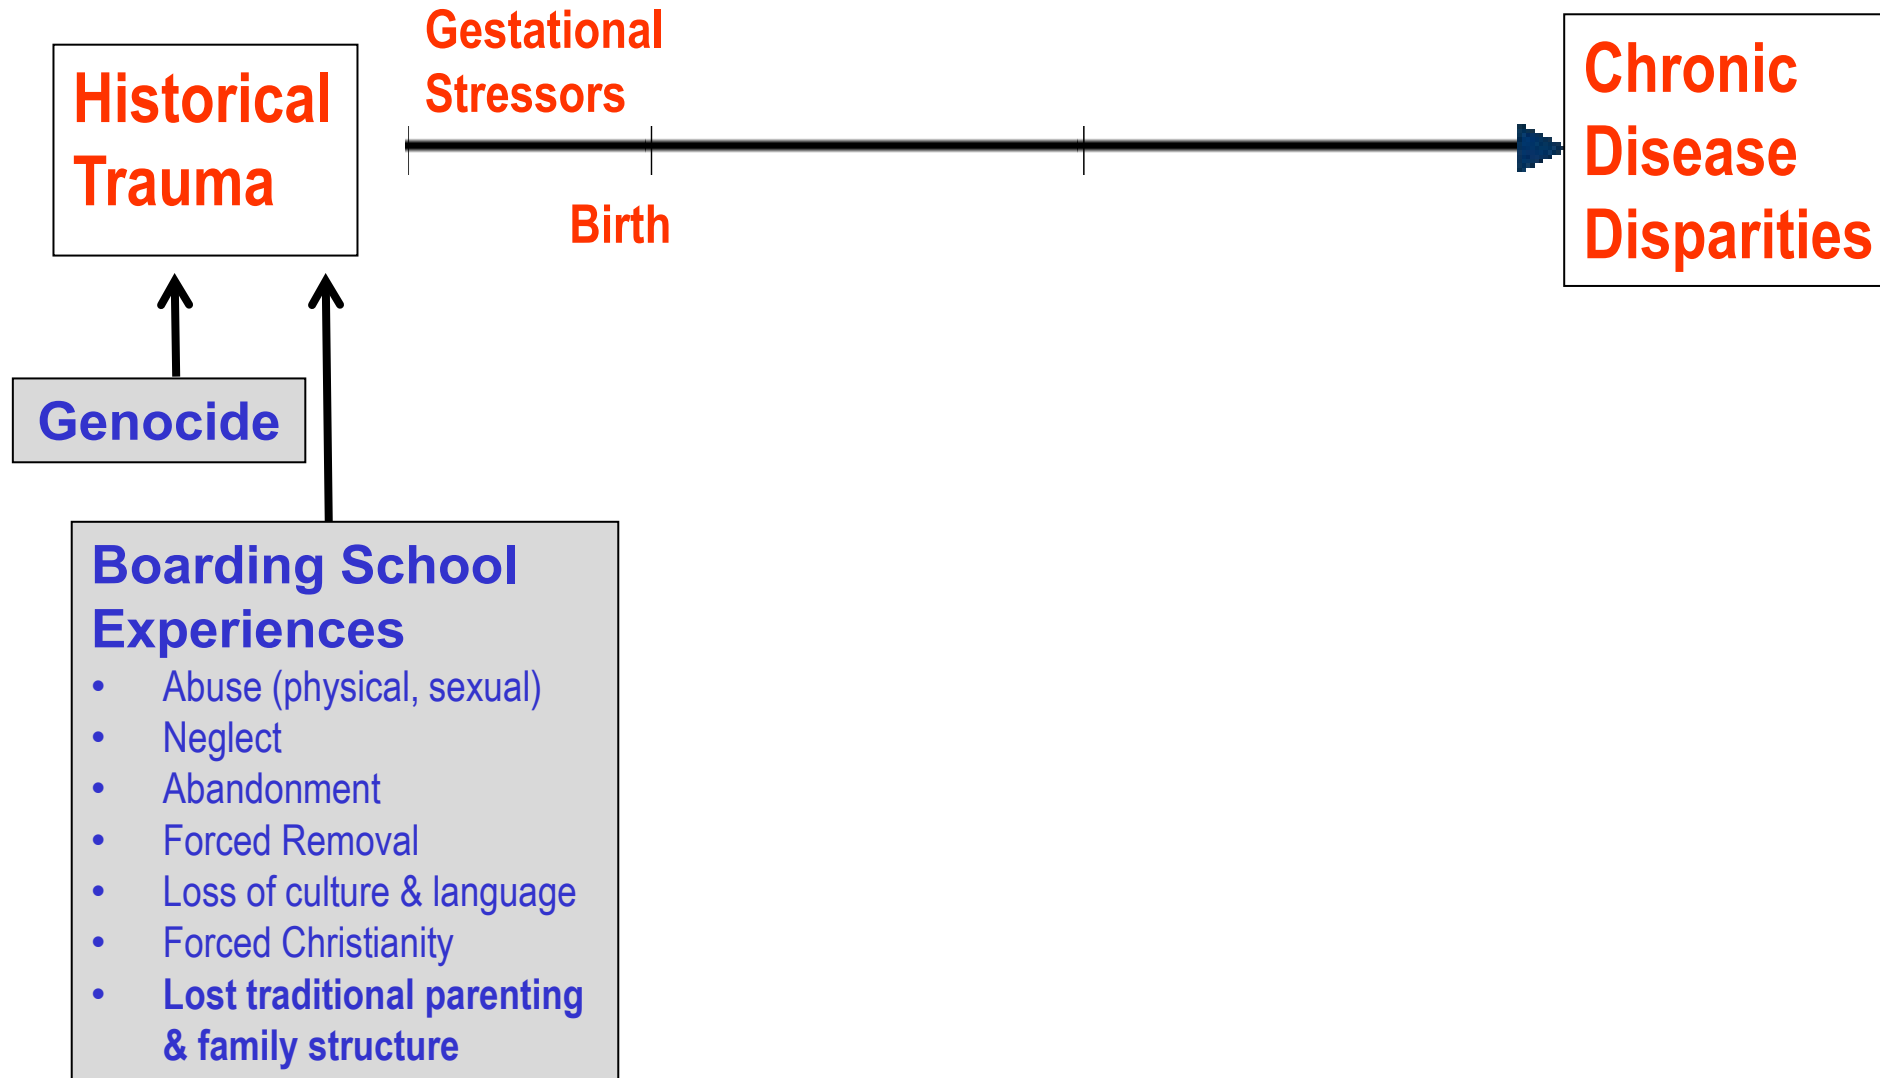 Historical
Trauma
Gestational
Stressors
Birth
Chronic
Disease
Disparities
Genocide
Boarding School
Experiences
• Abuse (physical, sexual)
• Neglect
• Abandonment
• Forced Removal
• Loss of culture & language
• Forced Christianity
• Lost traditional parenting
& family structure